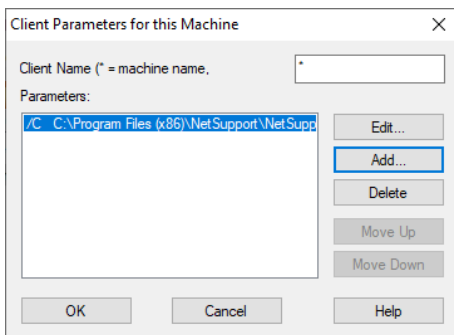 Client Parameters for this Machine
Client Name (* = machine name,
*
Parameters:
/C C:\Program Files (x86)\NetSupport\NetSupp
Edit...
Add...
Delete
Move Up
Move Down
OK
Cancel
Help